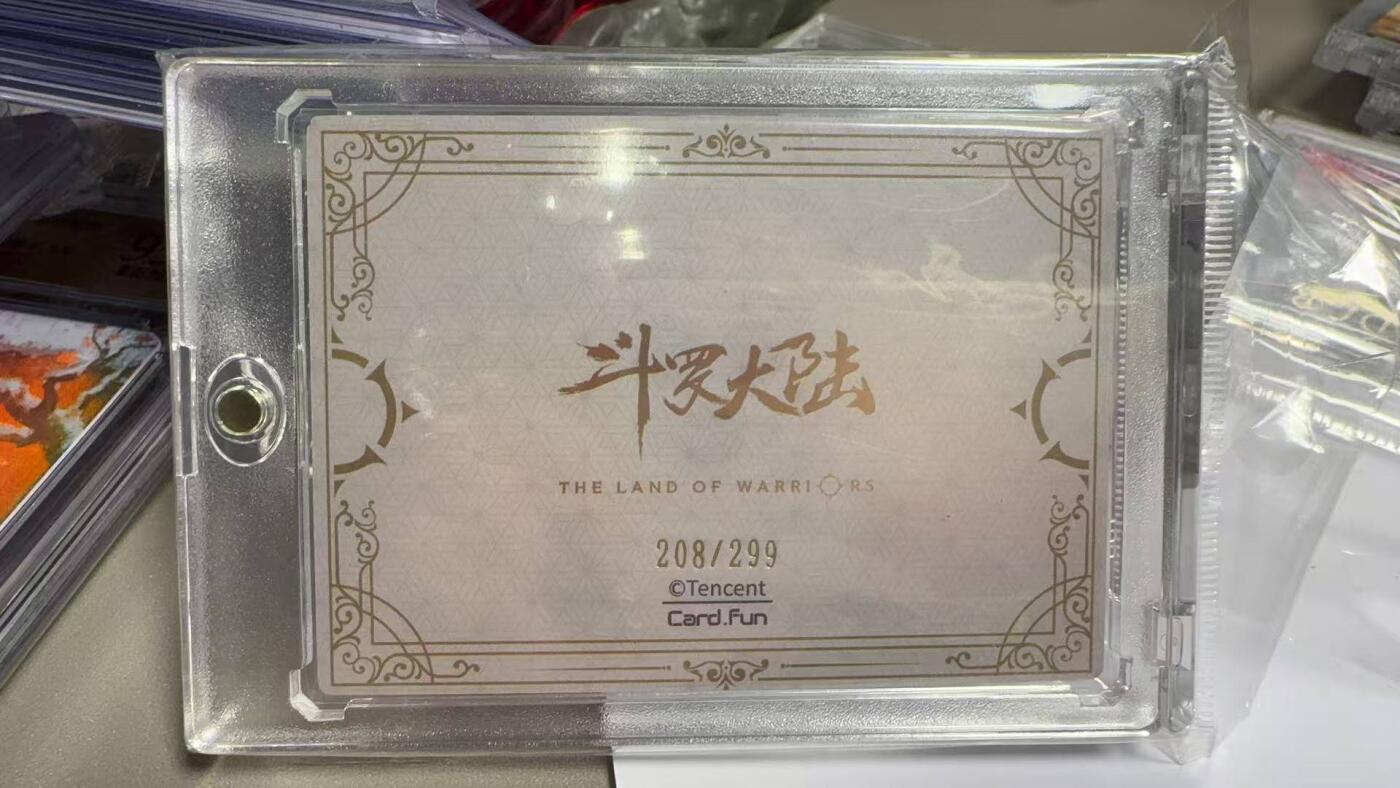 斗罗大陆
THE LAND OF WARRIORS
208/299
©Tencent
Card.Fun